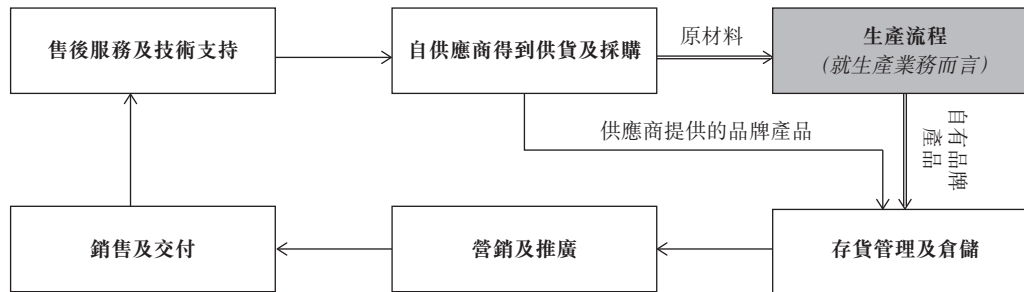 售後服務及技術支持
自供應商得到供貨及採購
原材料
生產流程
(就生產業務而言)
供應商提供的品牌產品
自有品牌
產品
銷售及交付
營銷及推廣
存貨管理及倉儲